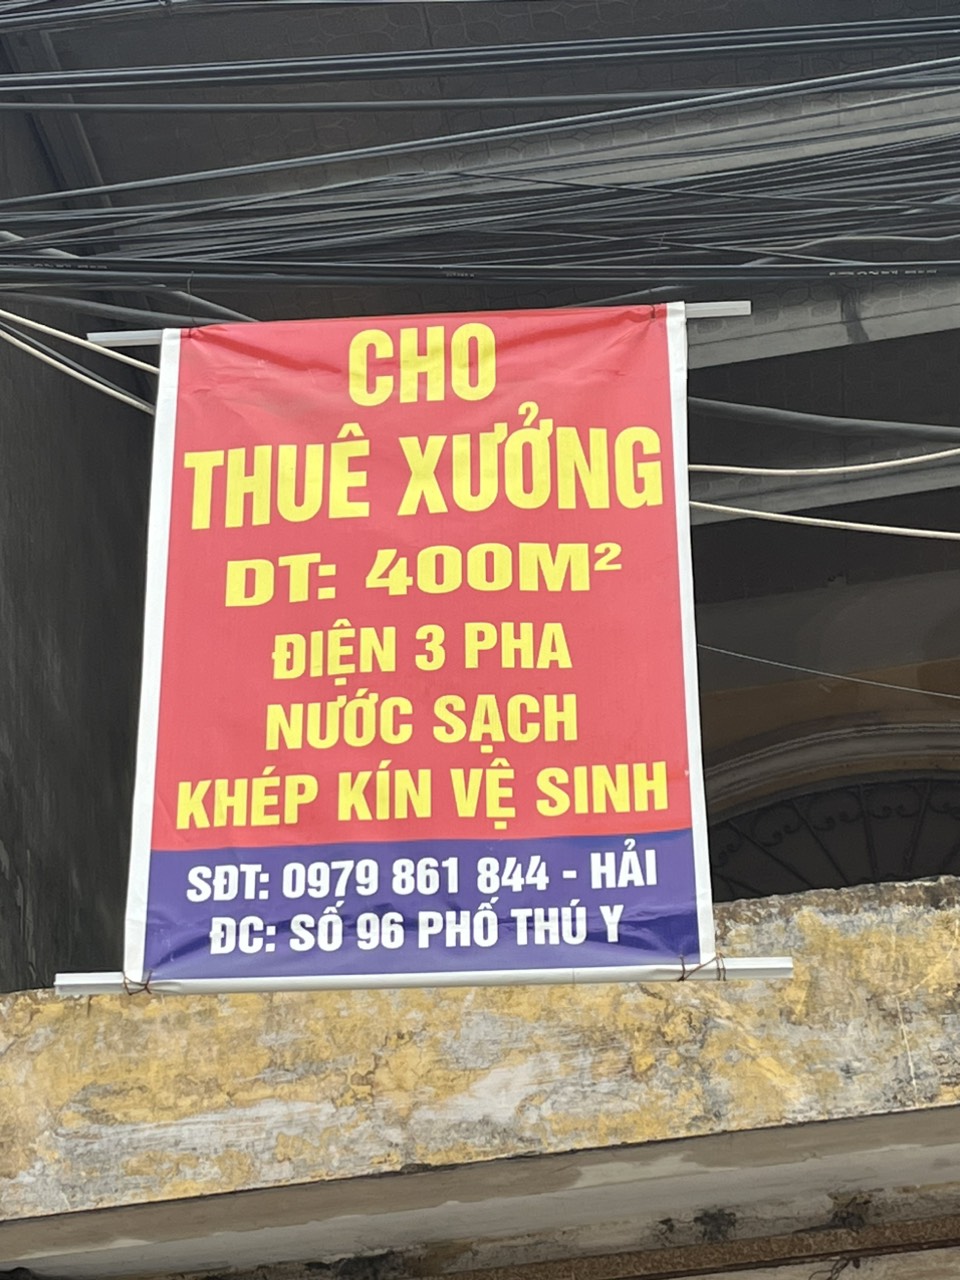 CHO
THUÊ XƯỞNG
DT: 400M²
ĐIỆN 3 PHA
NƯỚC SẠCH
KHÉP KÍN VỆ SINH
SĐT: 0979 861 844 - HẢI
ĐC: SỐ 96 PHỐ THÚ Y